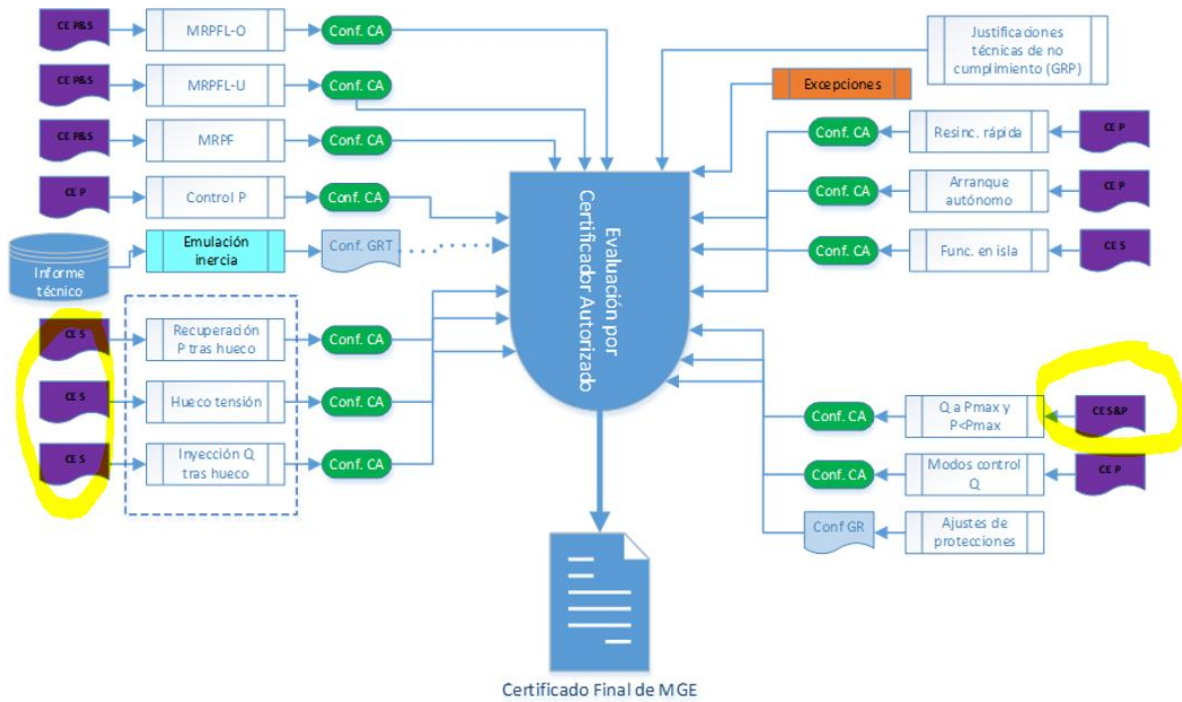 CE P&S
MRPFL-O
Conf. CA
CE P&S
MRPFL-U
Conf. CA
CE P&S
MRPF
Conf. CA
CE P
Control P
Conf. CA
Informe
técnico
Emulación
inercia
Conf. GRT
CE S
Recuperación
P tras hueco
Conf. CA
CE S
Hueco tensión
Conf. CA
CE S
Inyección Q
tras hueco
Conf. CA
Evaluación por
Certificador Autorizado
Justificaciones
técnicas de no
cumplimiento (GRP)
Excepciones
Conf. CA
Resinc. rápida
CE P
Conf. CA
Arranque
autónomo
CE P
Conf. CA
Func. en isla
CE S
Conf. CA
Q a Pmax y
P<Pmax
CE S&P
Conf. CA
Modos control
Q
CE P
Conf GR
Ajustes de
protecciones
Certificado Final de MGE